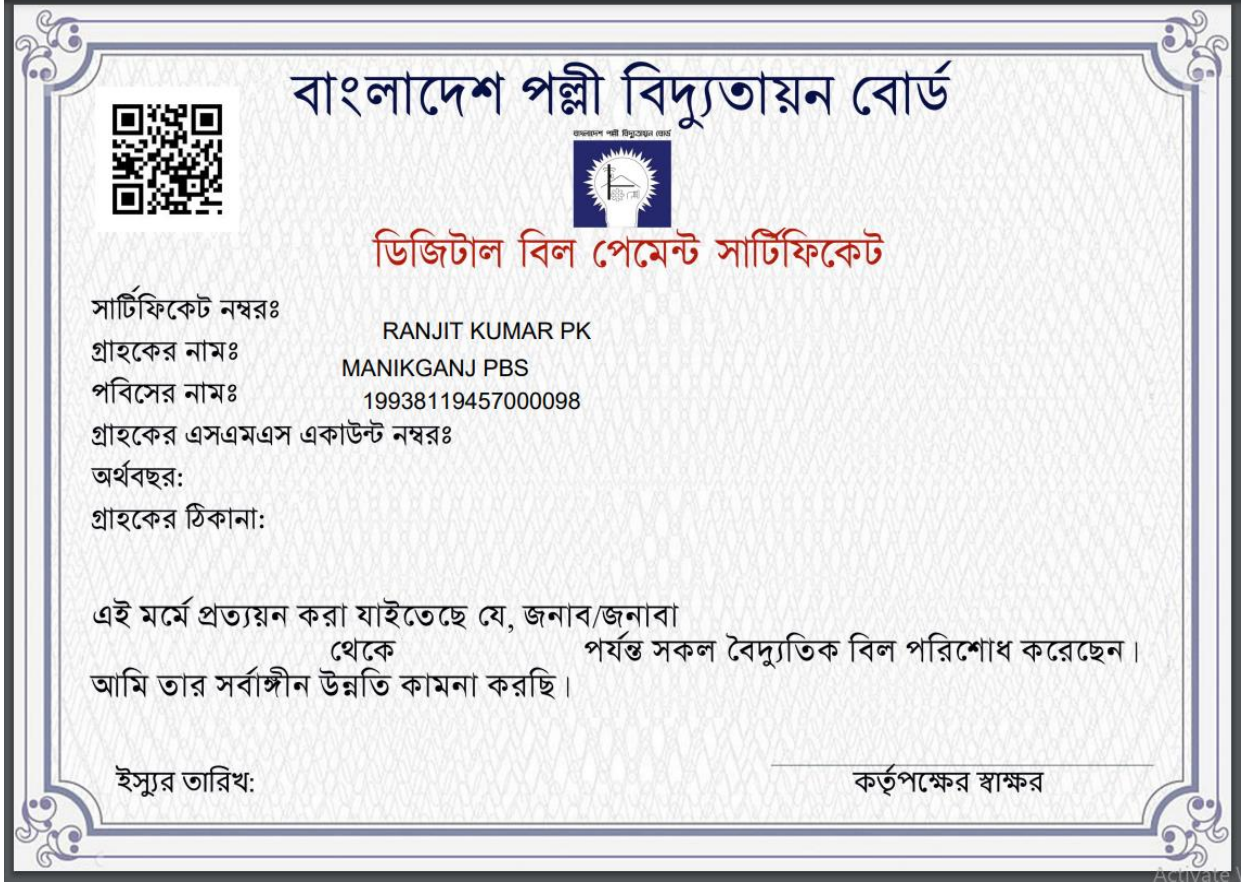 বাংলাদেশ পল্লী বিদ্যুতায়ন বোর্ড
বাংলাদেশ পল্লী বিদ্যুতায়ন বোর্ড
ডিজিটাল বিল পেমেন্ট সার্টিফিকেট
সার্টিফিকেট নম্বরঃ
RANJIT KUMAR PK
গ্রাহকের নামঃ
MANIKGANJ PBS
পবিসের নামঃ
19938119457000098
গ্রাহকের এসএমএস একাউন্ট নম্বরঃ
অর্থবছর:
গ্রাহকের ঠিকানা:
এই মর্মে প্রত্যয়ন করা যাইতেছে যে, জনাব/জনাবা
থেকে পর্যন্ত সকল বৈদ্যুতিক বিল পরিশোধ করেছেন।
আমি তার সর্বাঙ্গীন উন্নতি কামনা করছি।
ইস্যুর তারিখ: কর্তৃপক্ষের স্বাক্ষর
Activate